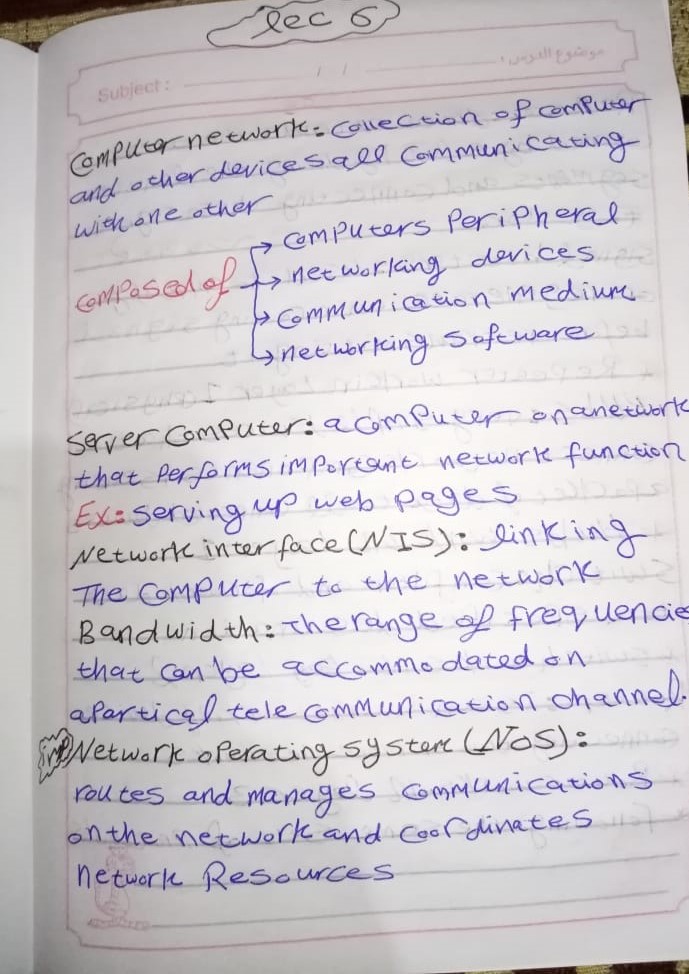 lec 6
Subject: / / موضوع الدرس:
Computer network: Collection of computer
and other devices all Communicating
with one other
composed of
→ computers Peripheral
→ networking devices
→ Communication medium
→ networking Software
Server Computer: a computer on a network
that performs important network function
Ex: serving up web pages
Network interface (NIS): linking
The Computer to the network
Bandwidth: The range of frequencies
that can be accommodated on
a Partical tele communication channel.
imp Network operating system (NOS):
routes and manages communications
on the network and Coordinates
network Resources